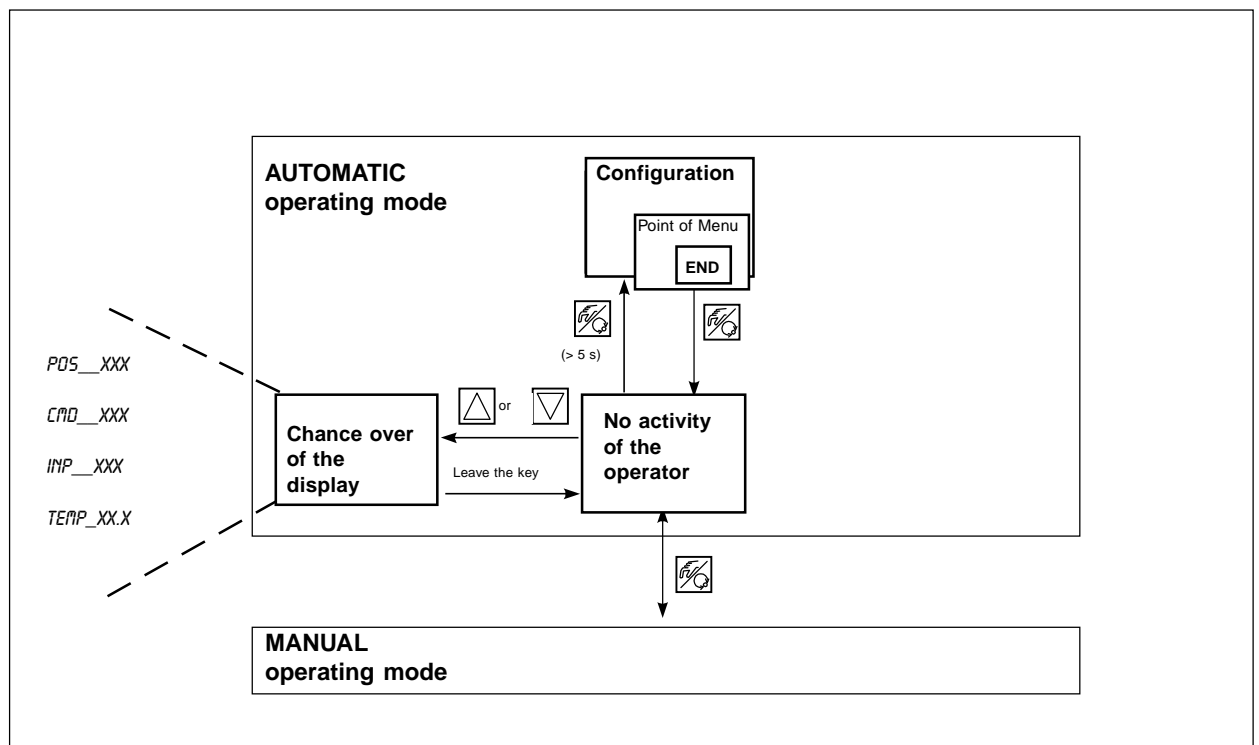 AUTOMATIC
operating mode
Configuration
Point of Menu
END
(> 5 s)
POS__XXX
CMD__XXX
INP__XXX
TEMP_XX.X
or
Chance over
of the
display
Leave the key
No activity
of the
operator
MANUAL
operating mode